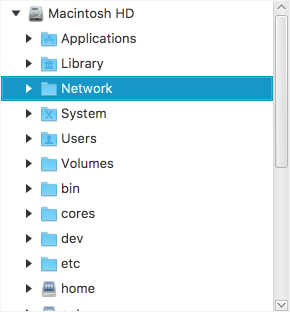 Macintosh HD
Applications
Library
Network
System
Users
Volumes
bin
cores
dev
etc
home